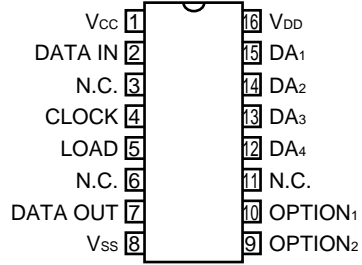 Vcc 1 16 VDD
DATA IN 2 15 DA1
N.C. 3 14 DA2
CLOCK 4 13 DA3
LOAD 5 12 DA4
N.C. 6 11 N.C.
DATA OUT 7 10 OPTION1
Vss 8 9 OPTION2